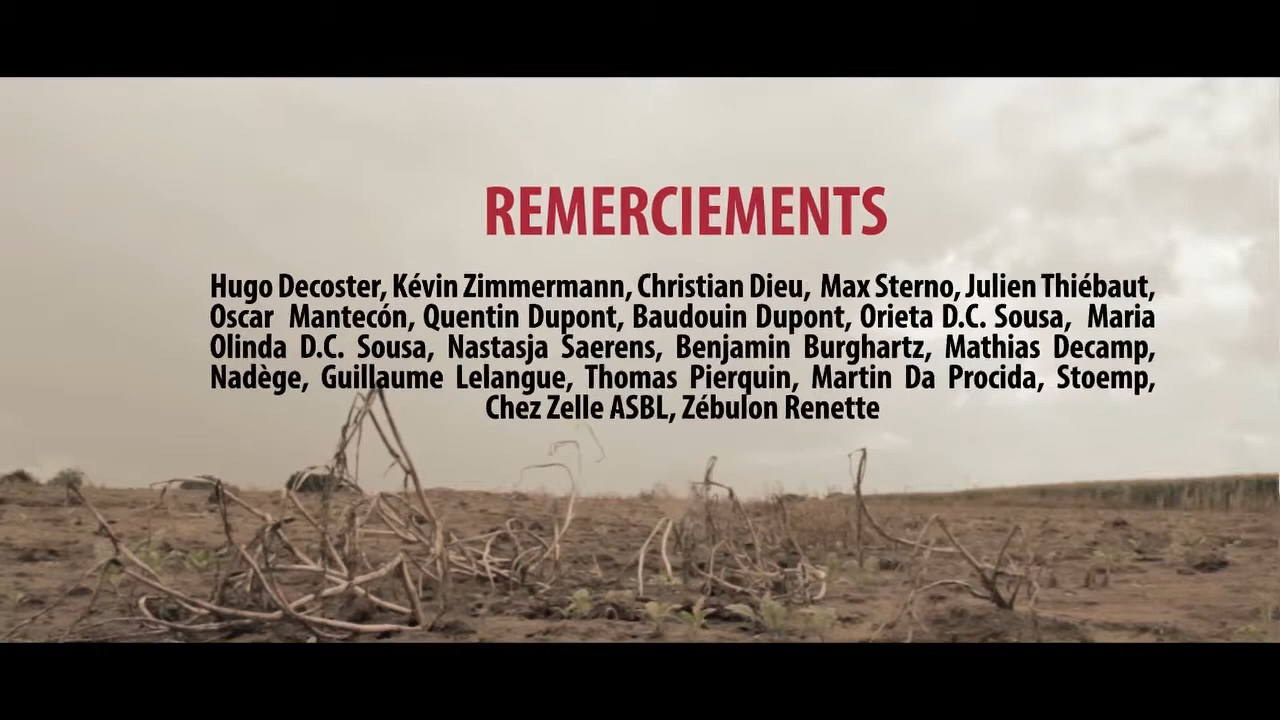 REMERCIEMENTS
Hugo Decoster, Kévin Zimmermann, Christian Dieu, Max Sterno, Julien Thiébaut,
Oscar Mantecón, Quentin Dupont, Baudouin Dupont, Orieta D.C. Sousa, Maria
Olinda D.C. Sousa, Nastasja Saerens, Benjamin Burghartz, Mathias Decamp,
Nadège, Guillaume Lelangue, Thomas Pierquin, Martin Da Procida, Stoemp,
Chez Zelle ASBL, Zébulon Renette